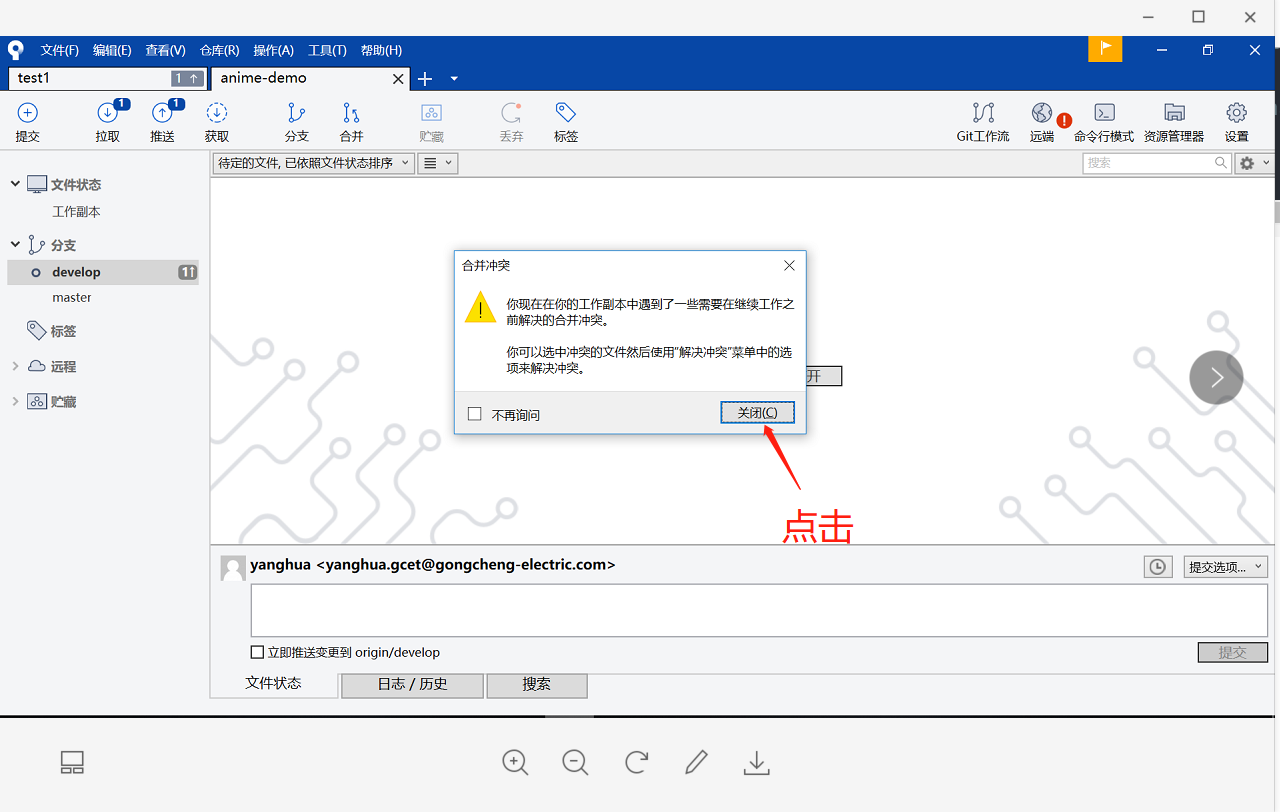 文件(F) 编辑(E) 查看(V) 仓库(R) 操作(A) 工具(T) 帮助(H)
test1 1 anime-demo
1 1
提交 拉取 推送 获取 分支 合并 贮藏 丢弃 标签 Git工作流 远端 命令行模式 资源管理器 设置
待定的文件, 已依照文件状态排序 搜索
文件状态
工作副本
分支
develop 1
master
标签
远程
贮藏
合并冲突
你现在在你的工作副本中遇到了一些需要在继续工作之
前解决的合并冲突。
你可以选中冲突的文件然后使用“解决冲突”菜单中的选
项来解决冲突。
开
不再询问 关闭(C)
点击
yanghua <yanghua.gcet@gongcheng-electric.com> 提交选项...
立即推送变更到 origin/develop 提交
文件状态 日志 / 历史 搜索